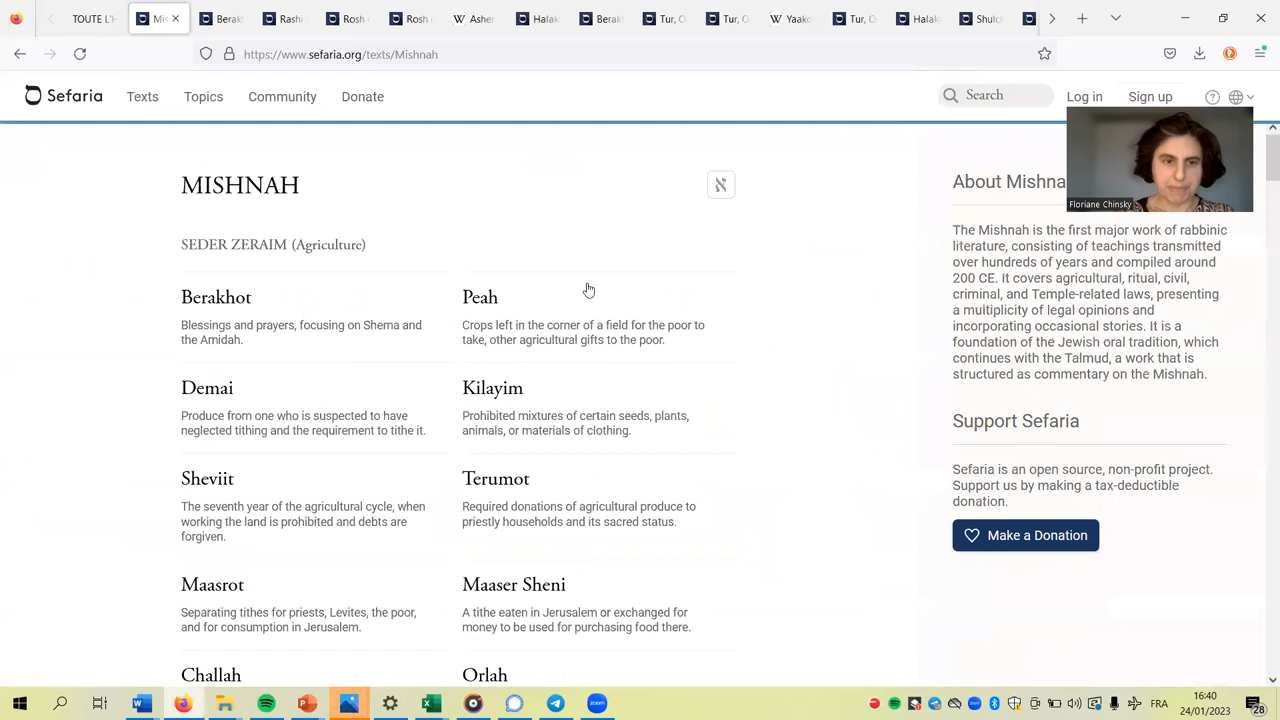 TOUTE L'H
Mis
Berak
Rashi
Rosh
Rosh
Asher
Halak
Berak
Tur, O
Tur, O
Yaako
Tur, O
Halak
Shulch
https://www.sefaria.org/texts/Mishnah
Sefaria
Texts
Topics
Community
Donate
Search
Log in
Sign up
Floriane Chinsky
MISHNAH
א
SEDER ZERAIM (Agriculture)
Berakhot
Blessings and prayers, focusing on Shema and
the Amidah.
Peah
Crops left in the corner of a field for the poor to
take, other agricultural gifts to the poor.
Demai
Produce from one who is suspected to have
neglected tithing and the requirement to tithe it.
Kilayim
Prohibited mixtures of certain seeds, plants,
animals, or materials of clothing.
Sheviit
The seventh year of the agricultural cycle, when
working the land is prohibited and debts are
forgiven.
Terumot
Required donations of agricultural produce to
priestly households and its sacred status.
Maasrot
Separating tithes for priests, Levites, the poor,
and for consumption in Jerusalem.
Maaser Sheni
A tithe eaten in Jerusalem or exchanged for
money to be used for purchasing food there.
Challah
Orlah
About Mishna
The Mishnah is the first major work of rabbinic
literature, consisting of teachings transmitted
over hundreds of years and compiled around
200 CE. It covers agricultural, ritual, civil,
criminal, and Temple-related laws, presenting
a multiplicity of legal opinions and
incorporating occasional stories. It is a
foundation of the Jewish oral tradition, which
continues with the Talmud, a work that is
structured as commentary on the Mishnah.
Support Sefaria
Sefaria is an open source, non-profit project.
Support us by making a tax-deductible
donation.
Make a Donation
zoom
FRA
16:40
24/01/2023
28